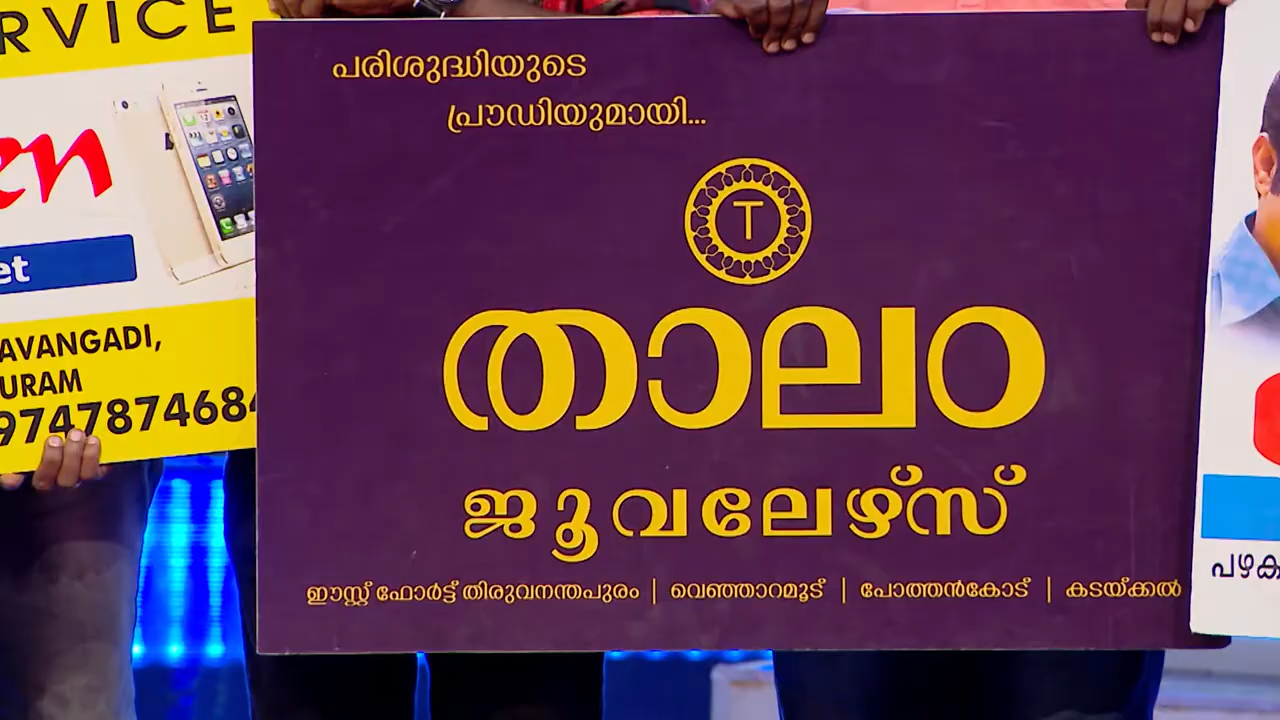 RVICE
en
et
AVANGADI,
URAM
974787468
പരിശുദ്ധിയുടെ
പ്രൗഡിയുമായി...
T
താലം
ജൂവലേഴ്സ്
ഈസ്റ്റ് ഫോർട്ട് തിരുവനന്തപുരം | വെഞ്ഞാറമൂട് | പോത്തൻകോട് | കടയ്ക്കൽ
പഴക